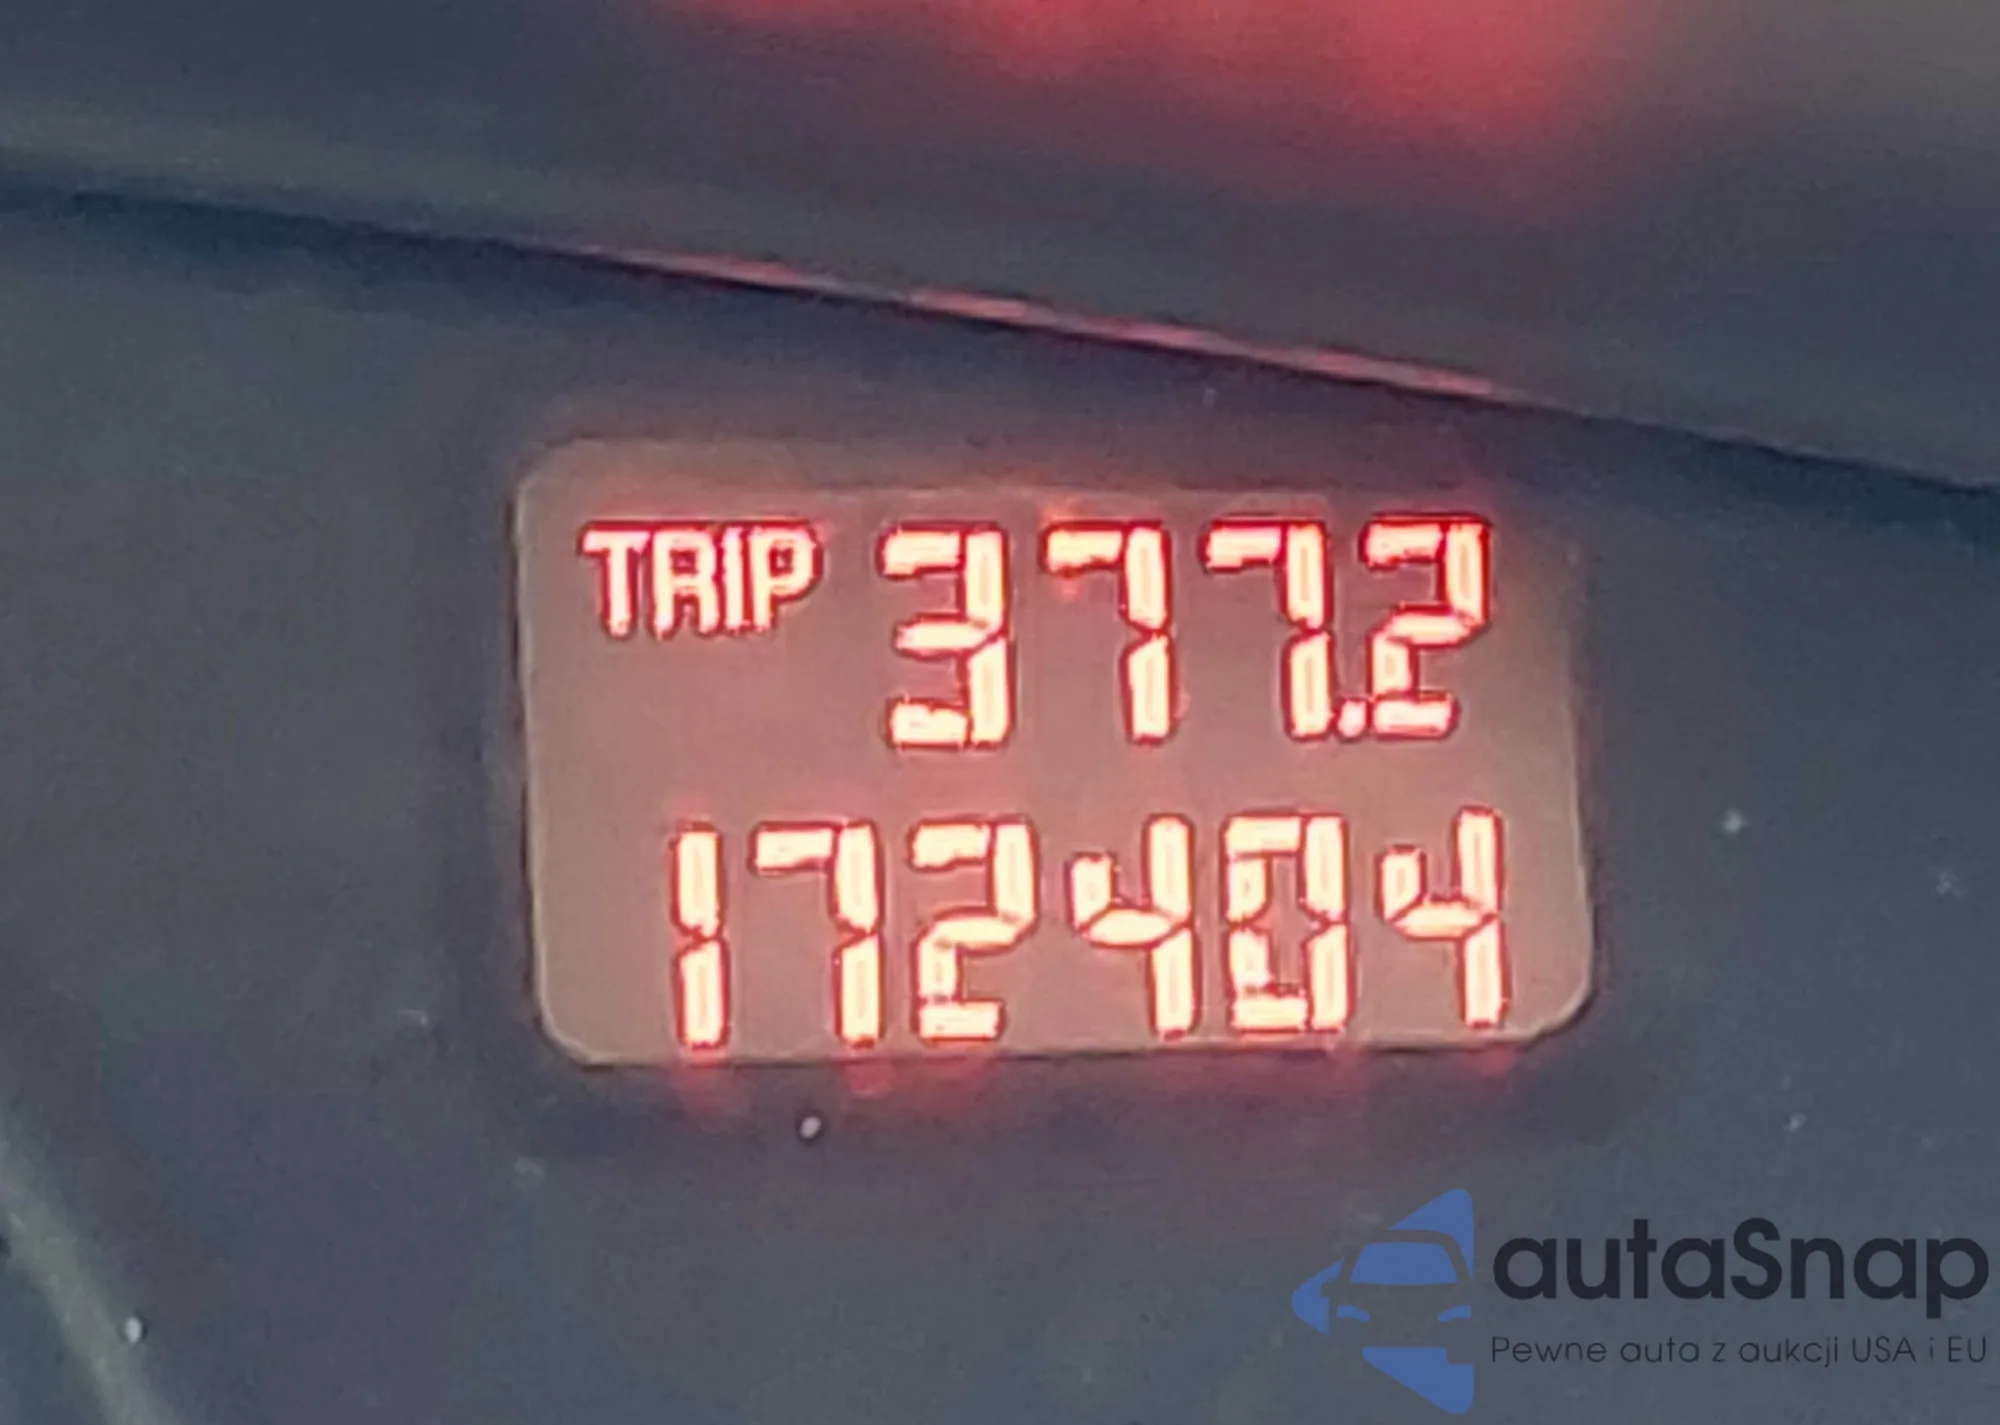 TRIP 377.2
172404
autaSnap
Pewne auta z aukcji USA i EU